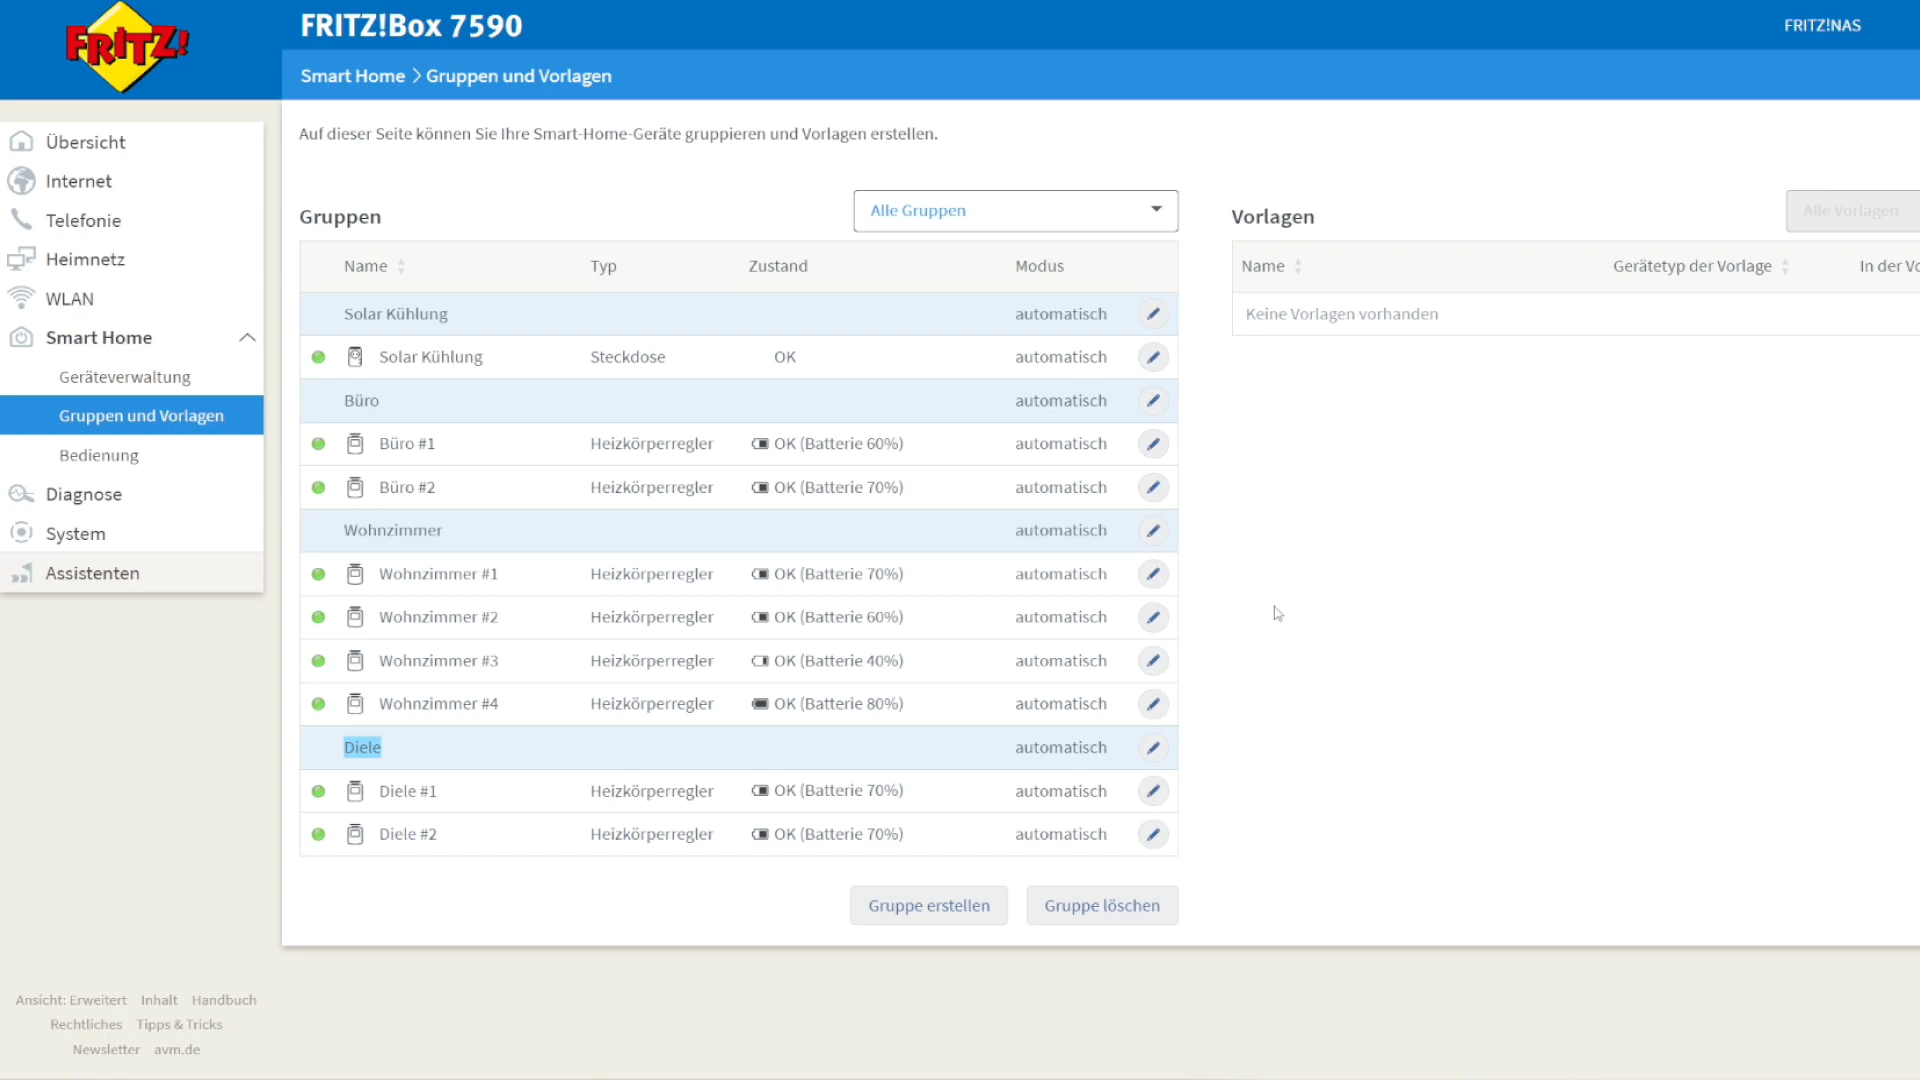 FRITZ!
FRITZ!Box 7590
FRITZ!NAS
Smart Home > Gruppen und Vorlagen
Übersicht
Internet
Telefonie
Heimnetz
WLAN
Smart Home
Geräteverwaltung
Gruppen und Vorlagen
Bedienung
Diagnose
System
Assistenten
Auf dieser Seite können Sie Ihre Smart-Home-Geräte gruppieren und Vorlagen erstellen.
Gruppen
Alle Gruppen
Name Typ Zustand Modus
Solar Kühlung automatisch
Solar Kühlung Steckdose OK automatisch
Büro automatisch
Büro #1 Heizkörperregler OK (Batterie 60%) automatisch
Büro #2 Heizkörperregler OK (Batterie 70%) automatisch
Wohnzimmer automatisch
Wohnzimmer #1 Heizkörperregler OK (Batterie 70%) automatisch
Wohnzimmer #2 Heizkörperregler OK (Batterie 60%) automatisch
Wohnzimmer #3 Heizkörperregler OK (Batterie 40%) automatisch
Wohnzimmer #4 Heizkörperregler OK (Batterie 80%) automatisch
Diele automatisch
Diele #1 Heizkörperregler OK (Batterie 70%) automatisch
Diele #2 Heizkörperregler OK (Batterie 70%) automatisch
Gruppe erstellen Gruppe löschen
Vorlagen
Alle Vorlagen
Name Gerätetyp der Vorlage In der Vo
Keine Vorlagen vorhanden
Ansicht: Erweitert Inhalt Handbuch
Rechtliches Tipps & Tricks
Newsletter avm.de